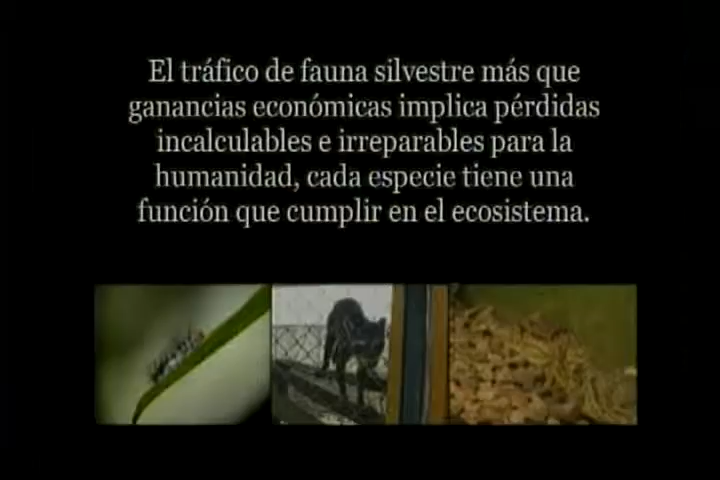 El tráfico de fauna silvestre más que
ganancias económicas implica pérdidas
incalculables e irreparables para la
humanidad, cada especie tiene una
función que cumplir en el ecosistema.